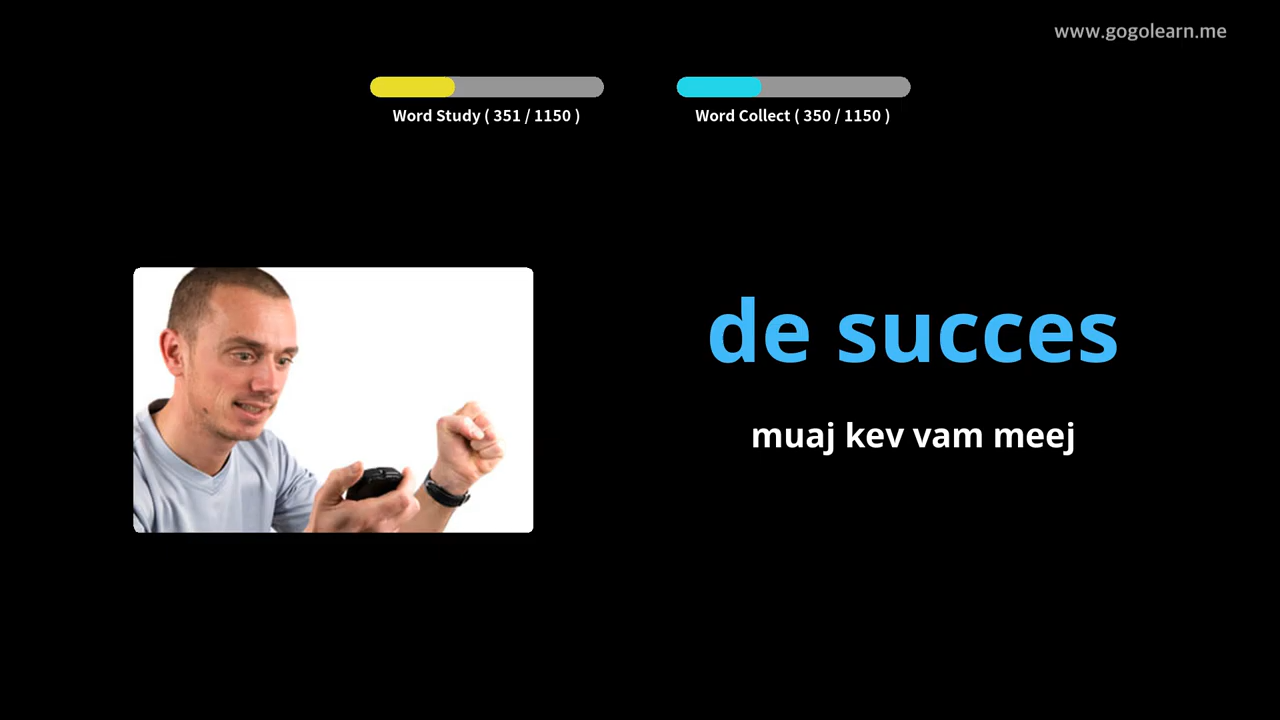 www.gogolearn.me
Word Study ( 351 / 1150 )
Word Collect ( 350 / 1150 )
de succes
muaj kev vam meej